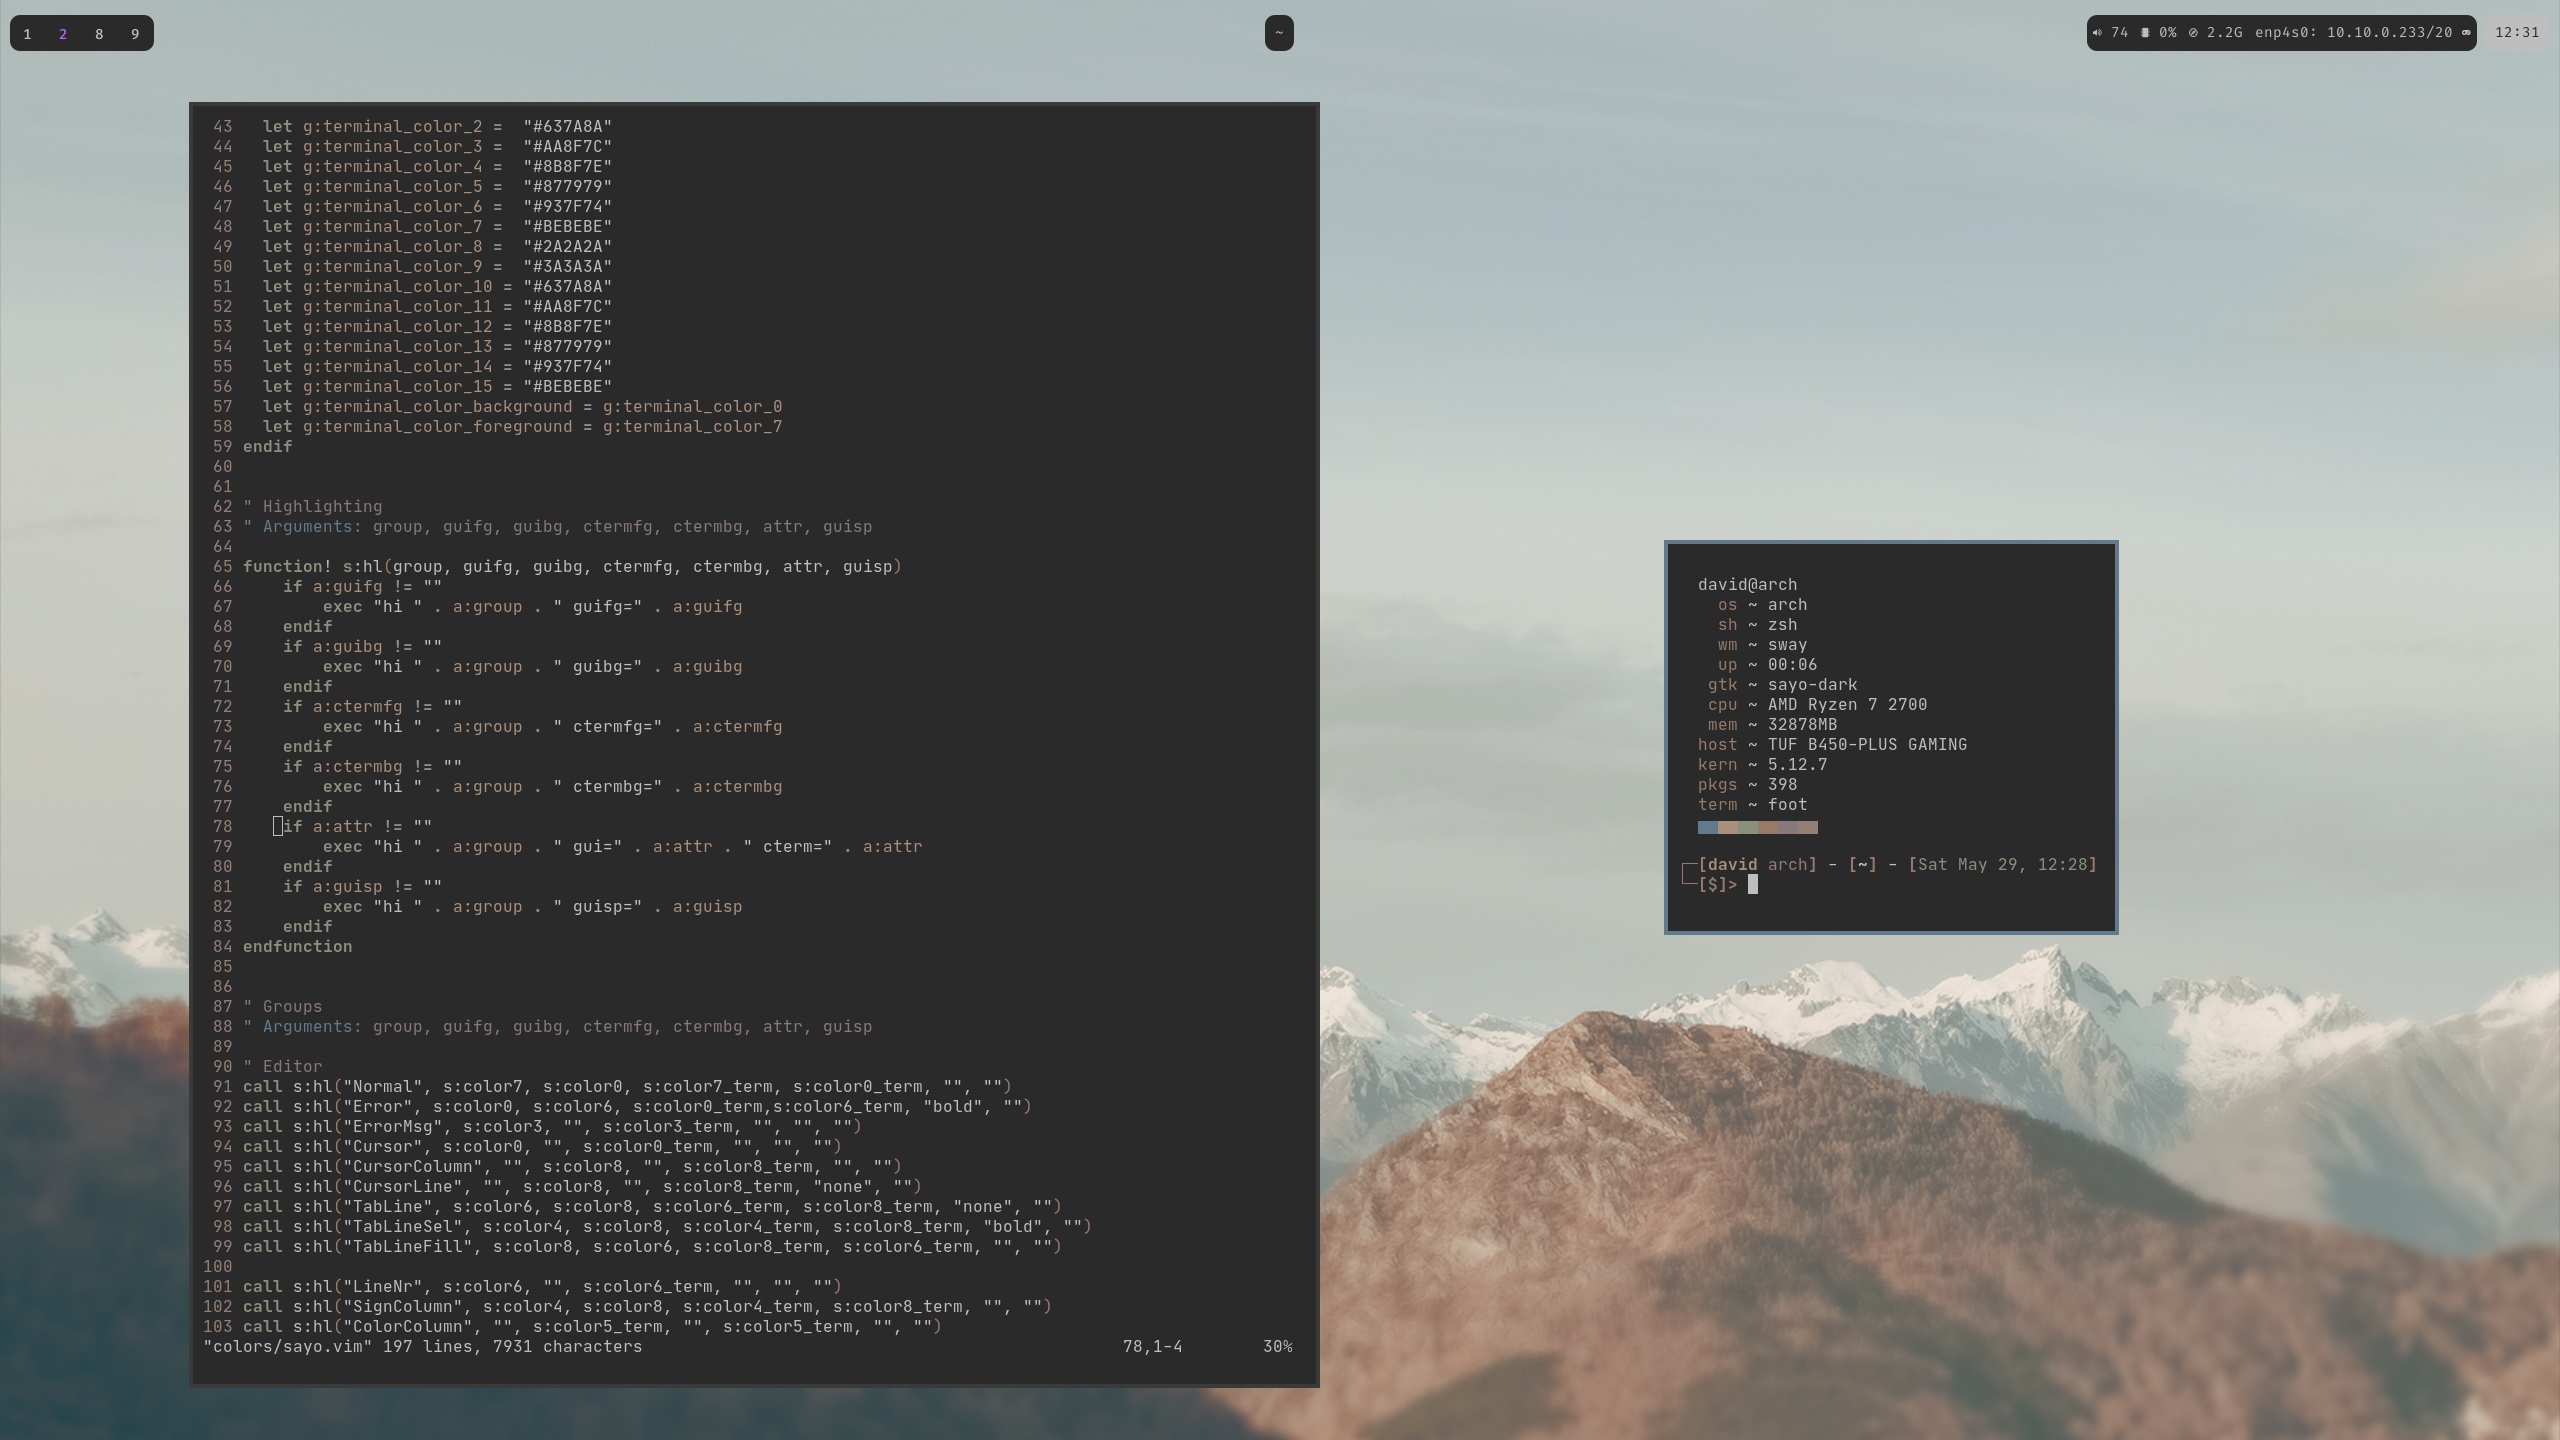 1 2 8 9
~
74 0% 2.2G enp4s0: 10.10.0.233/20
12:31
43 let g:terminal_color_2 = "#637A8A"
44 let g:terminal_color_3 = "#AA8F7C"
45 let g:terminal_color_4 = "#8B8F7E"
46 let g:terminal_color_5 = "#877979"
47 let g:terminal_color_6 = "#937F74"
48 let g:terminal_color_7 = "#BEBEBE"
49 let g:terminal_color_8 = "#2A2A2A"
50 let g:terminal_color_9 = "#3A3A3A"
51 let g:terminal_color_10 = "#637A8A"
52 let g:terminal_color_11 = "#AA8F7C"
53 let g:terminal_color_12 = "#8B8F7E"
54 let g:terminal_color_13 = "#877979"
55 let g:terminal_color_14 = "#937F74"
56 let g:terminal_color_15 = "#BEBEBE"
57 let g:terminal_color_background = g:terminal_color_0
58 let g:terminal_color_foreground = g:terminal_color_7
59 endif
60
61
62 " Highlighting
63 " Arguments: group, guifg, guibg, ctermfg, ctermbg, attr, guisp
64
65 function! s:hl(group, guifg, guibg, ctermfg, ctermbg, attr, guisp)
66 if a:guifg != ""
67 exec "hi " . a:group . " guifg=" . a:guifg
68 endif
69 if a:guibg != ""
70 exec "hi " . a:group . " guibg=" . a:guibg
71 endif
72 if a:ctermfg != ""
73 exec "hi " . a:group . " ctermfg=" . a:ctermfg
74 endif
75 if a:ctermbg != ""
76 exec "hi " . a:group . " ctermbg=" . a:ctermbg
77 endif
78 if a:attr != ""
79 exec "hi " . a:group . " gui=" . a:attr . " cterm=" . a:attr
80 endif
81 if a:guisp != ""
82 exec "hi " . a:group . " guisp=" . a:guisp
83 endif
84 endfunction
85
86
87 " Groups
88 " Arguments: group, guifg, guibg, ctermfg, ctermbg, attr, guisp
89
90 " Editor
91 call s:hl("Normal", s:color7, s:color0, s:color7_term, s:color0_term, "", "")
92 call s:hl("Error", s:color0, s:color6, s:color0_term,s:color6_term, "bold", "")
93 call s:hl("ErrorMsg", s:color3, "", s:color3_term, "", "", "")
94 call s:hl("Cursor", s:color0, "", s:color0_term, "", "", "")
95 call s:hl("CursorColumn", "", s:color8, "", s:color8_term, "", "")
96 call s:hl("CursorLine", "", s:color8, "", s:color8_term, "none", "")
97 call s:hl("TabLine", s:color6, s:color8, s:color6_term, s:color8_term, "none", "")
98 call s:hl("TabLineSel", s:color4, s:color8, s:color4_term, s:color8_term, "bold", "")
99 call s:hl("TabLineFill", s:color8, s:color6, s:color8_term, s:color6_term, "", "")
100
101 call s:hl("LineNr", s:color6, "", s:color6_term, "", "", "")
102 call s:hl("SignColumn", s:color4, s:color8, s:color4_term, s:color8_term, "", "")
103 call s:hl("ColorColumn", "", s:color5_term, "", s:color5_term, "", "")
"colors/sayo.vim" 197 lines, 7931 characters 78,1-4 30%
david@arch
os ~ arch
sh ~ zsh
wm ~ sway
up ~ 00:06
gtk ~ sayo-dark
cpu ~ AMD Ryzen 7 2700
mem ~ 32878MB
host ~ TUF B450-PLUS GAMING
kern ~ 5.12.7
pkgs ~ 398
term ~ foot
[david arch] - [~] - [Sat May 29, 12:28]
[$]>